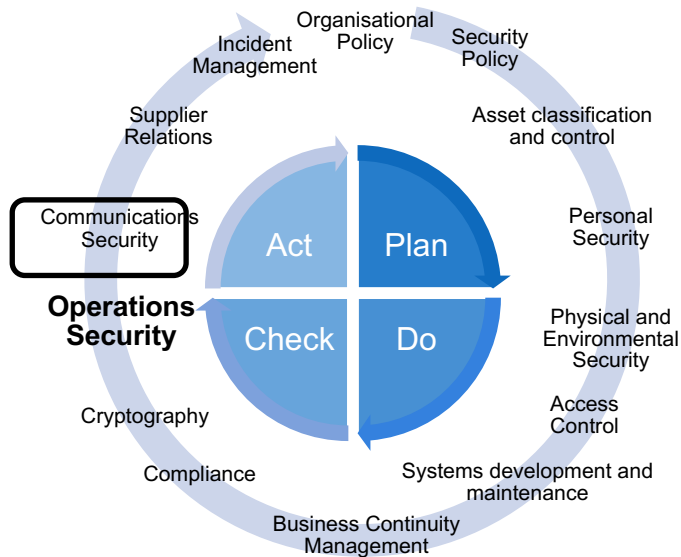 Organisational
Policy
Security
Policy
Asset classification
and control
Personal
Security
Physical and
Environmental
Security
Access
Control
Systems development and
maintenance
Business Continuity
Management
Compliance
Cryptography
Operations
Security
Communications
Security
Supplier
Relations
Incident
Management
Act
Plan
Check
Do